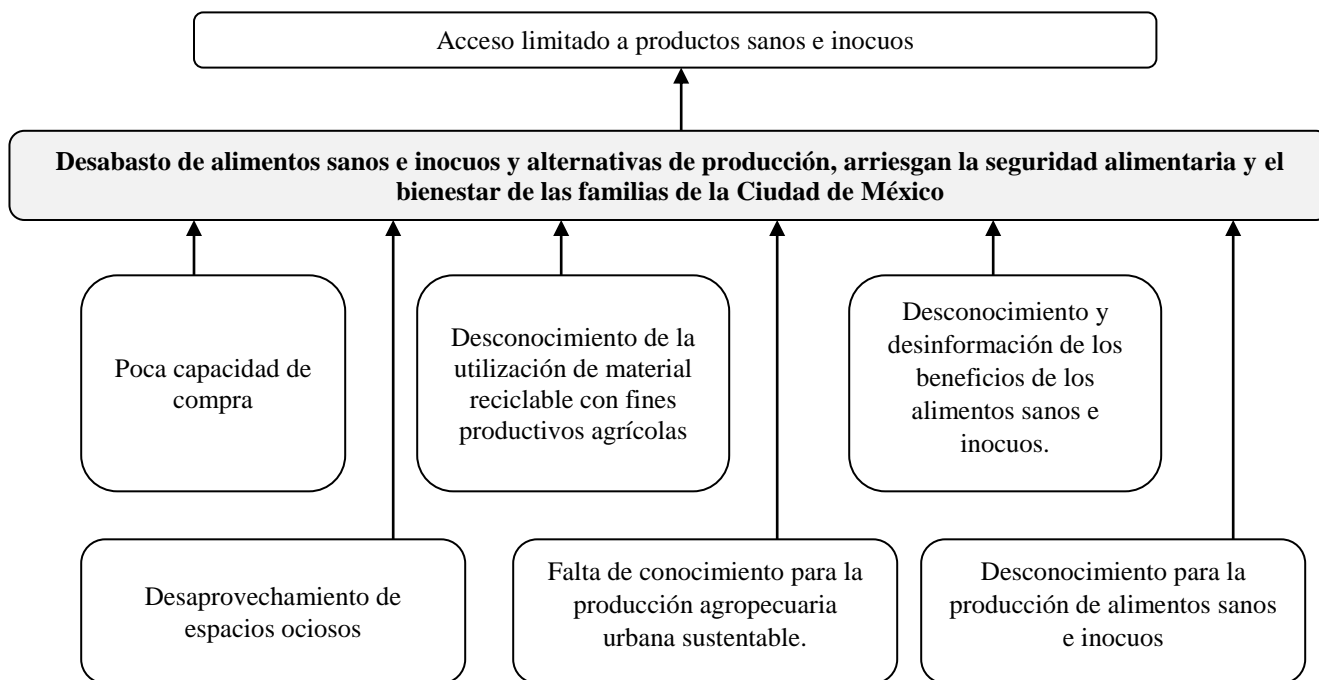 Acceso limitado a productos sanos e inocuos
Desabasto de alimentos sanos e inocuos y alternativas de producción, arriesgan la seguridad alimentaria y el
bienestar de las familias de la Ciudad de México
Poca capacidad de
compra
Desconocimiento de la
utilización de material
reciclable con fines
productivos agrícolas
Desconocimiento y
desinformación de los
beneficios de los
alimentos sanos e
inocuos.
Desaprovechamiento de
espacios ociosos
Falta de conocimiento para la
producción agropecuaria
urbana sustentable.
Desconocimiento para la
producción de alimentos sanos
e inocuos